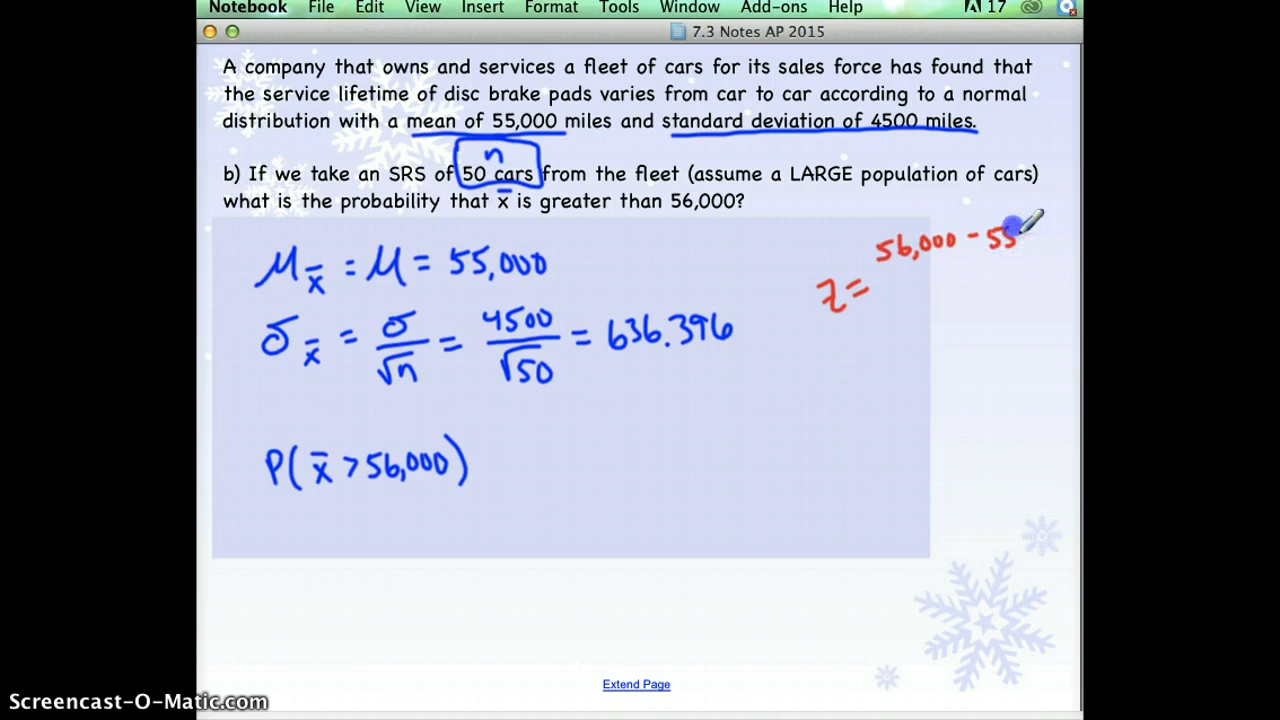 Notebook File Edit View Insert Format Tools Window Add-ons Help 17
7.3 Notes AP 2015
A company that owns and services a fleet of cars for its sales force has found that
the service lifetime of disc brake pads varies from car to car according to a normal
distribution with a mean of 55,000 miles and standard deviation of 4500 miles.
n
b) If we take an SRS of 50 cars from the fleet (assume a LARGE population of cars)
what is the probability that x̄ is greater than 56,000?
z = 56,000 - 55
μx̄ = μ = 55,000
σx̄ = σ/√n = 4500/√50 = 636.396
P(x̄ > 56,000)
Extend Page
Screencast-O-Matic.com